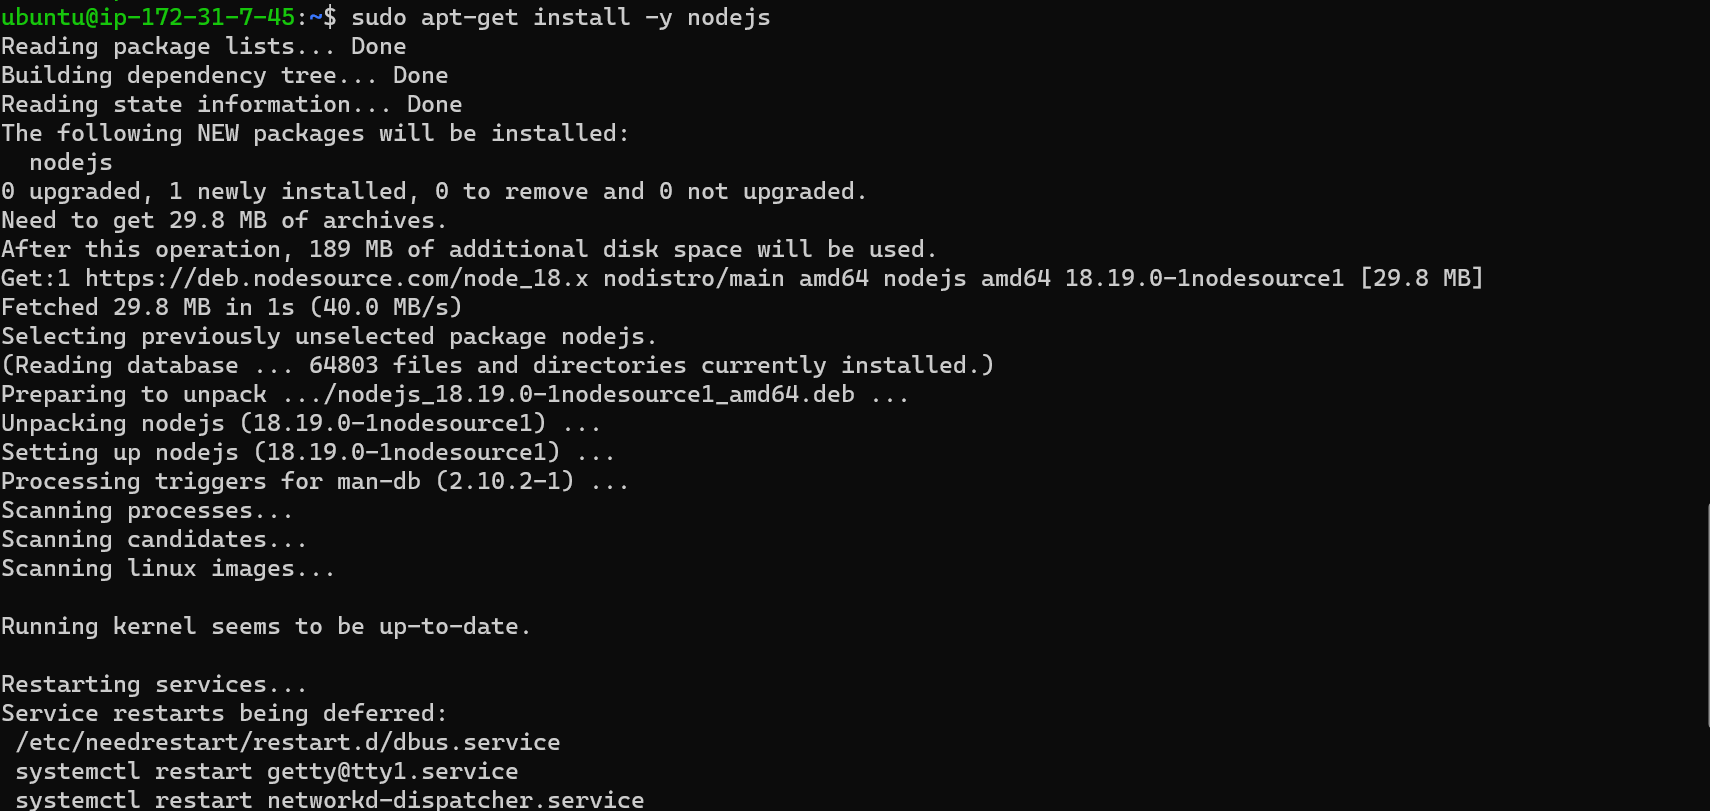 ubuntu@ip-172-31-7-45:~$ sudo apt-get install -y nodejs
Reading package lists... Done
Building dependency tree... Done
Reading state information... Done
The following NEW packages will be installed:
  nodejs
0 upgraded, 1 newly installed, 0 to remove and 0 not upgraded.
Need to get 29.8 MB of archives.
After this operation, 189 MB of additional disk space will be used.
Get:1 https://deb.nodesource.com/node_18.x nodistro/main amd64 nodejs amd64 18.19.0-1nodesource1 [29.8 MB]
Fetched 29.8 MB in 1s (40.0 MB/s)
Selecting previously unselected package nodejs.
(Reading database ... 64803 files and directories currently installed.)
Preparing to unpack .../nodejs_18.19.0-1nodesource1_amd64.deb ...
Unpacking nodejs (18.19.0-1nodesource1) ...
Setting up nodejs (18.19.0-1nodesource1) ...
Processing triggers for man-db (2.10.2-1) ...
Scanning processes...
Scanning candidates...
Scanning linux images...

Running kernel seems to be up-to-date.

Restarting services...
Service restarts being deferred:
 /etc/needrestart/restart.d/dbus.service
 systemctl restart getty@tty1.service
 systemctl restart networkd-dispatcher.service